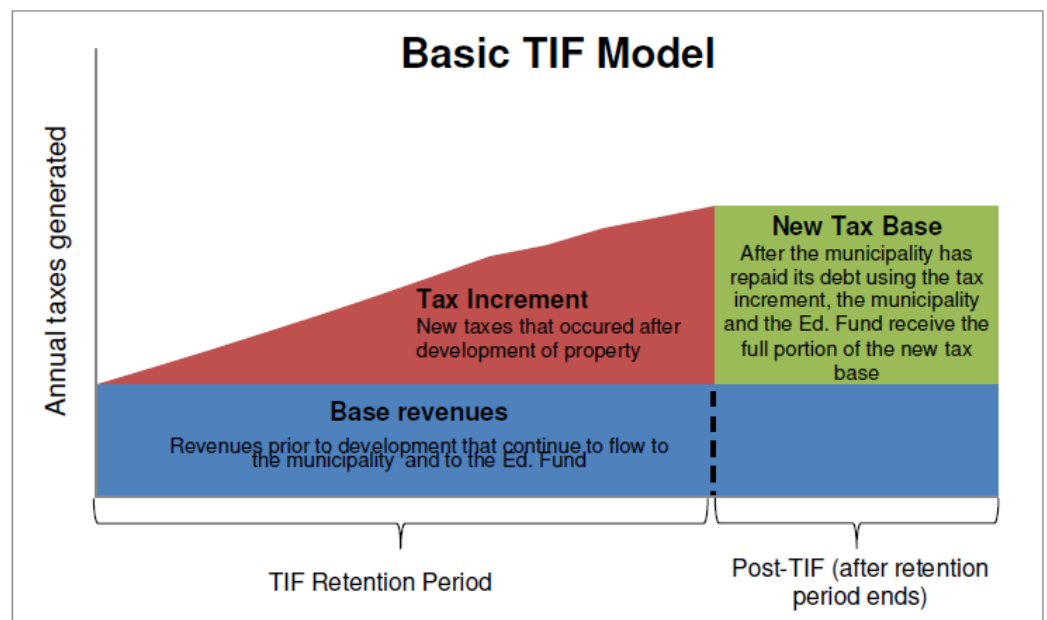 Basic TIF Model
Annual taxes generated
New Tax Base
After the municipality has
repaid its debt using the tax
increment, the municipality
and the Ed. Fund receive the
full portion of the new tax
base
Tax Increment
New taxes that occured after
development of property
Base revenues
Revenues prior to development that continue to flow to
the municipality and to the Ed. Fund
TIF Retention Period
Post-TIF (after retention
period ends)